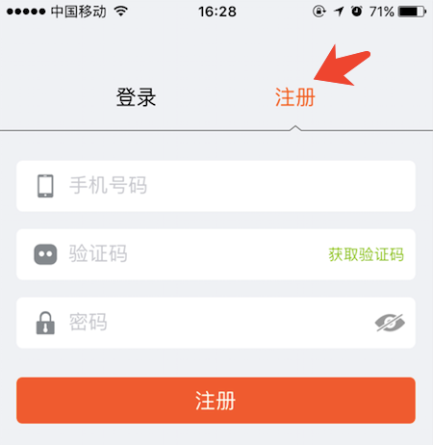 中国移动 16:28 71%
登录 注册
手机号码
验证码 获取验证码
密码
注册